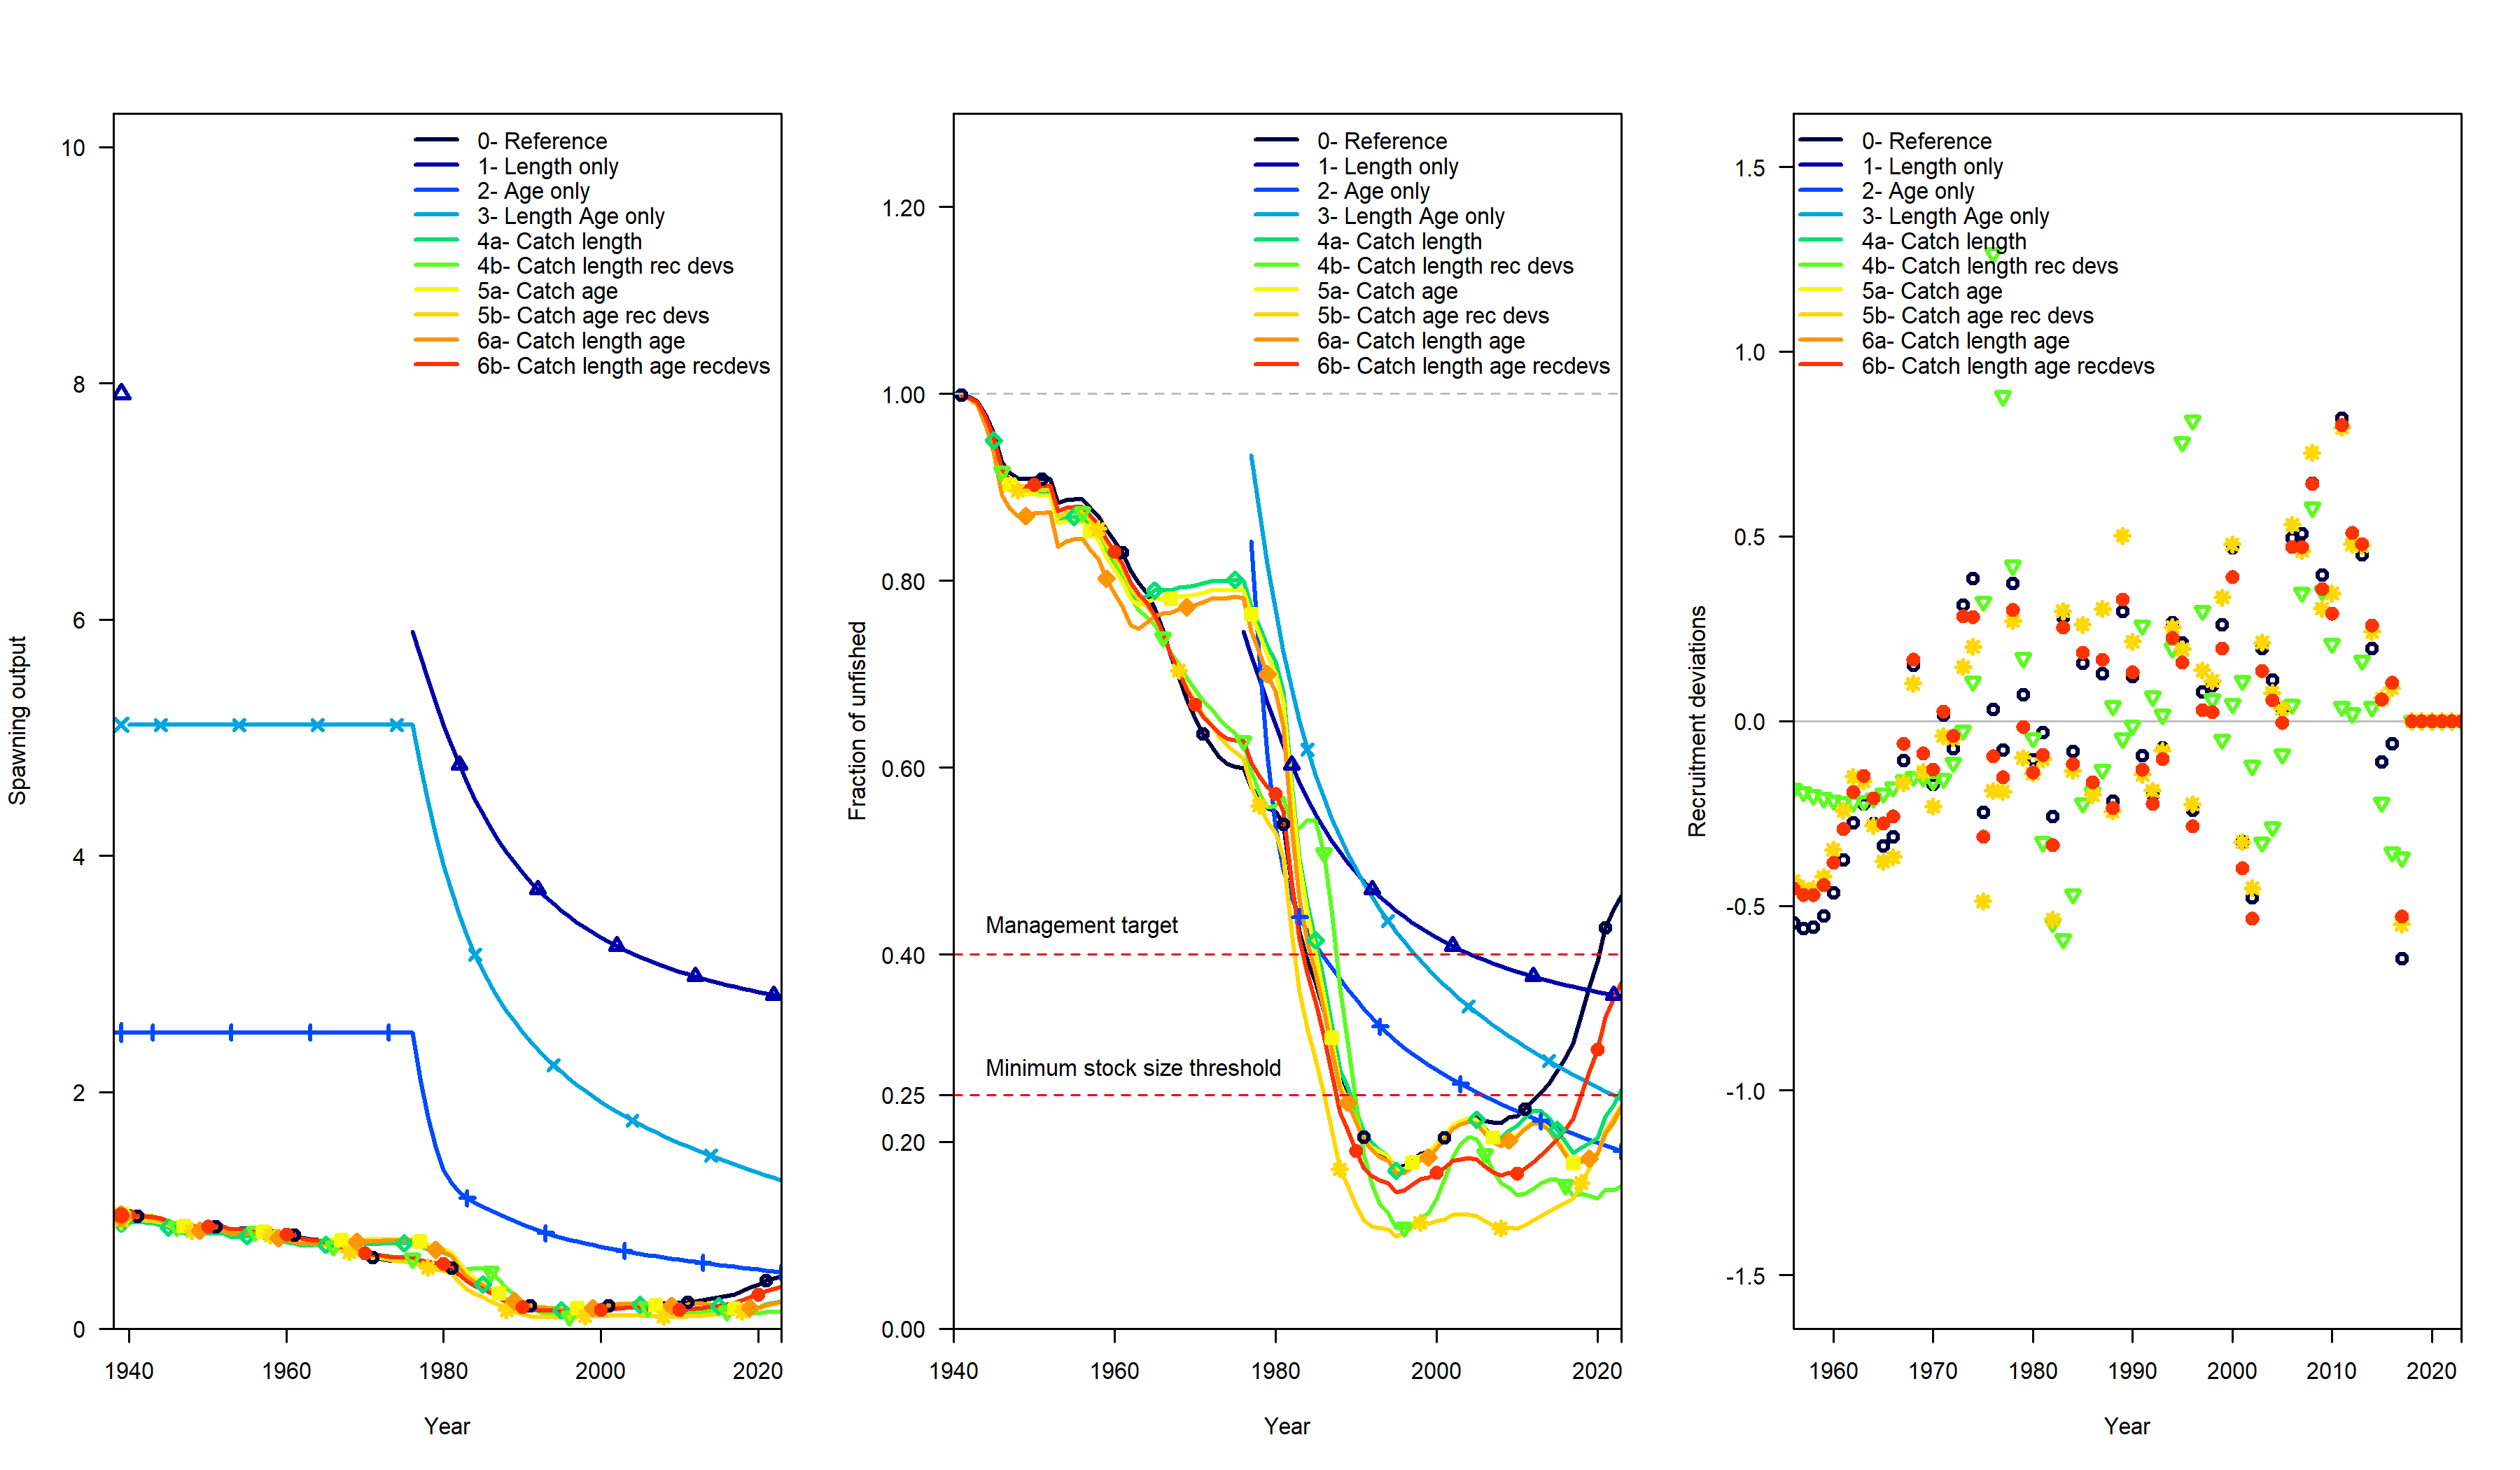 Spawning output
10
8
6
4
2
0
0- Reference
1- Length only
2- Age only
3- Length Age only
4a- Catch length
4b- Catch length rec devs
5a- Catch age
5b- Catch age rec devs
6a- Catch length age
6b- Catch length age recdevs
1940 1960 1980 2000 2020
Year
Fraction of unfished
1.20
1.00
0.80
0.60
0.40
0.25
0.20
0.00
0- Reference
1- Length only
2- Age only
3- Length Age only
4a- Catch length
4b- Catch length rec devs
5a- Catch age
5b- Catch age rec devs
6a- Catch length age
6b- Catch length age recdevs
Management target
Minimum stock size threshold
1940 1960 1980 2000 2020
Year
Recruitment deviations
1.5
1.0
0.5
0.0
-0.5
-1.0
-1.5
0- Reference
1- Length only
2- Age only
3- Length Age only
4a- Catch length
4b- Catch length rec devs
5a- Catch age
5b- Catch age rec devs
6a- Catch length age
6b- Catch length age recdevs
1960 1970 1980 1990 2000 2010 2020
Year